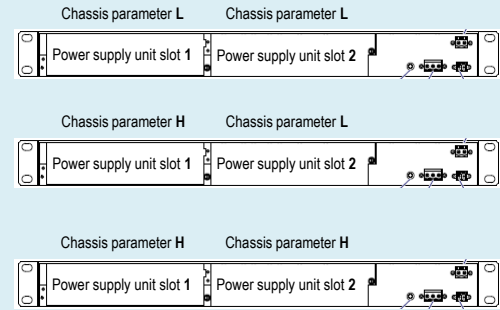 Chassis parameter L Chassis parameter L
Power supply unit slot 1 Power supply unit slot 2
Chassis parameter H Chassis parameter L
Power supply unit slot 1 Power supply unit slot 2
Chassis parameter H Chassis parameter H
Power supply unit slot 1 Power supply unit slot 2